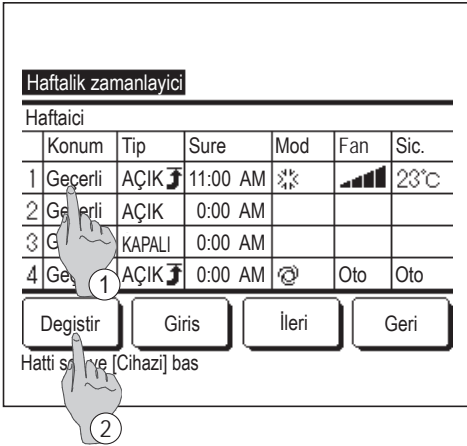 Haftalik zamanlayici
Haftaici
Konum Tip Sure Mod Fan Sic.
1 Geçerli AÇIK 11:00 AM 23°C
2 Geçerli AÇIK 0:00 AM
3 KAPALI 0:00 AM
4 AÇIK 0:00 AM Oto Oto
1
Degistir Giris İleri Geri
Hatti ve [Cihazi] bas
2